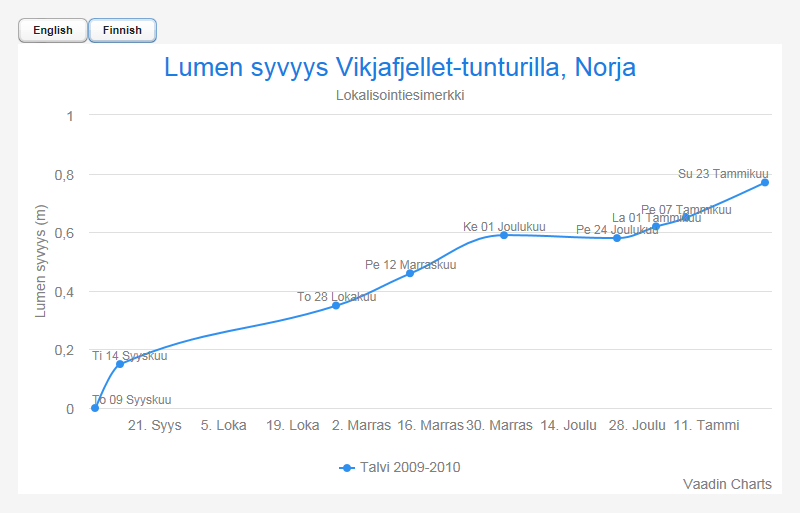 English Finnish
Lumen syvyys Vikjafjellet-tunturilla, Norja
Lokalisointiesimerkki
Lumen syvyys (m)
1
0,8
0,6
0,4
0,2
0
To 09 Syyskuu
Ti 14 Syyskuu
To 28 Lokakuu
Pe 12 Marraskuu
Ke 01 Joulukuu
Pe 24 Joulukuu
La 01 Tammikuu
Pe 07 Tammikuu
Su 23 Tammikuu
21. Syys 5. Loka 19. Loka 2. Marras 16. Marras 30. Marras 14. Joulu 28. Joulu 11. Tammi
Talvi 2009-2010
Vaadin Charts